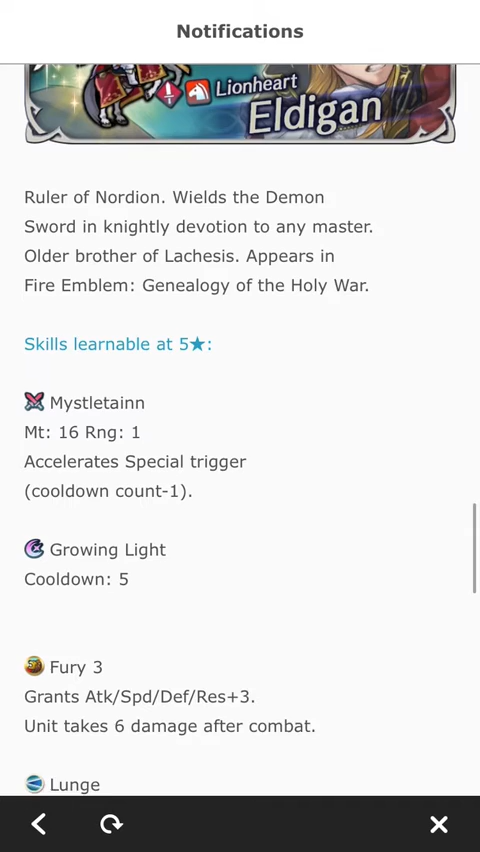 Notifications
Lionheart
Eldigan
Ruler of Nordion. Wields the Demon
Sword in knightly devotion to any master.
Older brother of Lachesis. Appears in
Fire Emblem: Genealogy of the Holy War.
Skills learnable at 5★:
Mystletainn
Mt: 16 Rng: 1
Accelerates Special trigger
(cooldown count-1).
Growing Light
Cooldown: 5
Fury 3
Grants Atk/Spd/Def/Res+3.
Unit takes 6 damage after combat.
Lunge